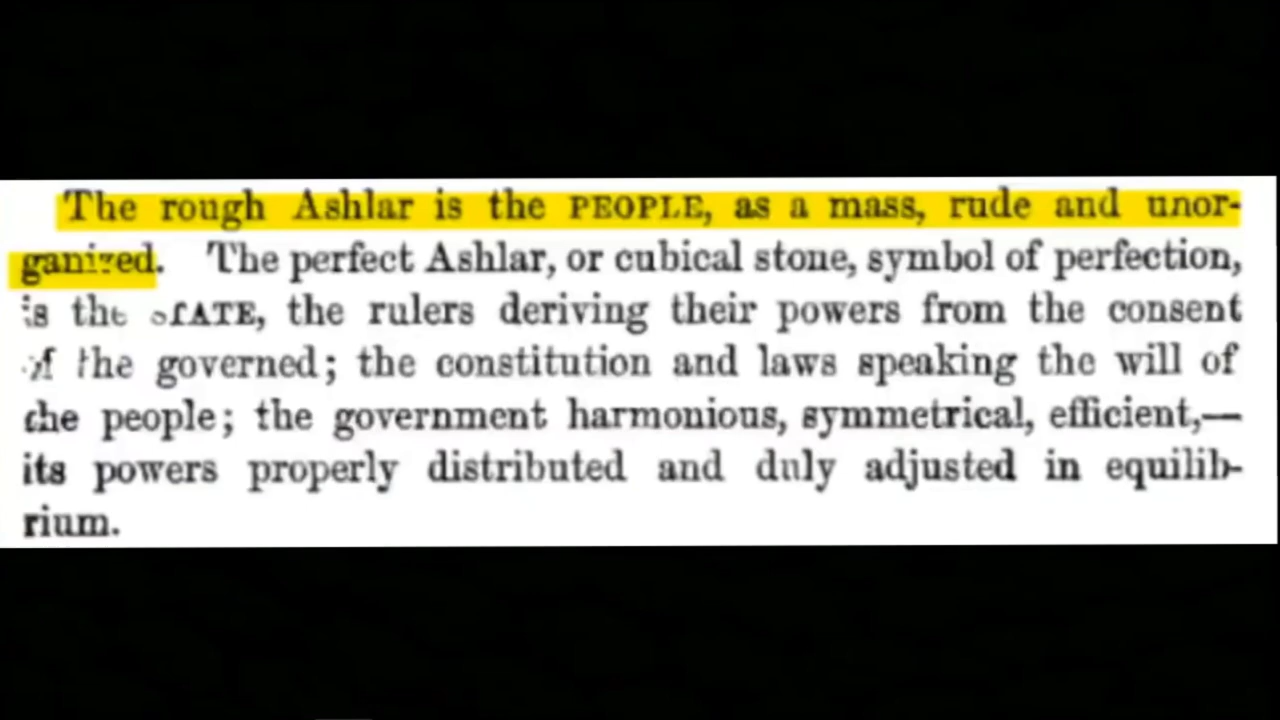 The rough Ashlar is the PEOPLE, as a mass, rude and unor-
ganized. The perfect Ashlar, or cubical stone, symbol of perfection,
is the STATE, the rulers deriving their powers from the consent
of the governed; the constitution and laws speaking the will of
the people; the government harmonious, symmetrical, efficient,—
its powers properly distributed and duly adjusted in equilib-
rium.